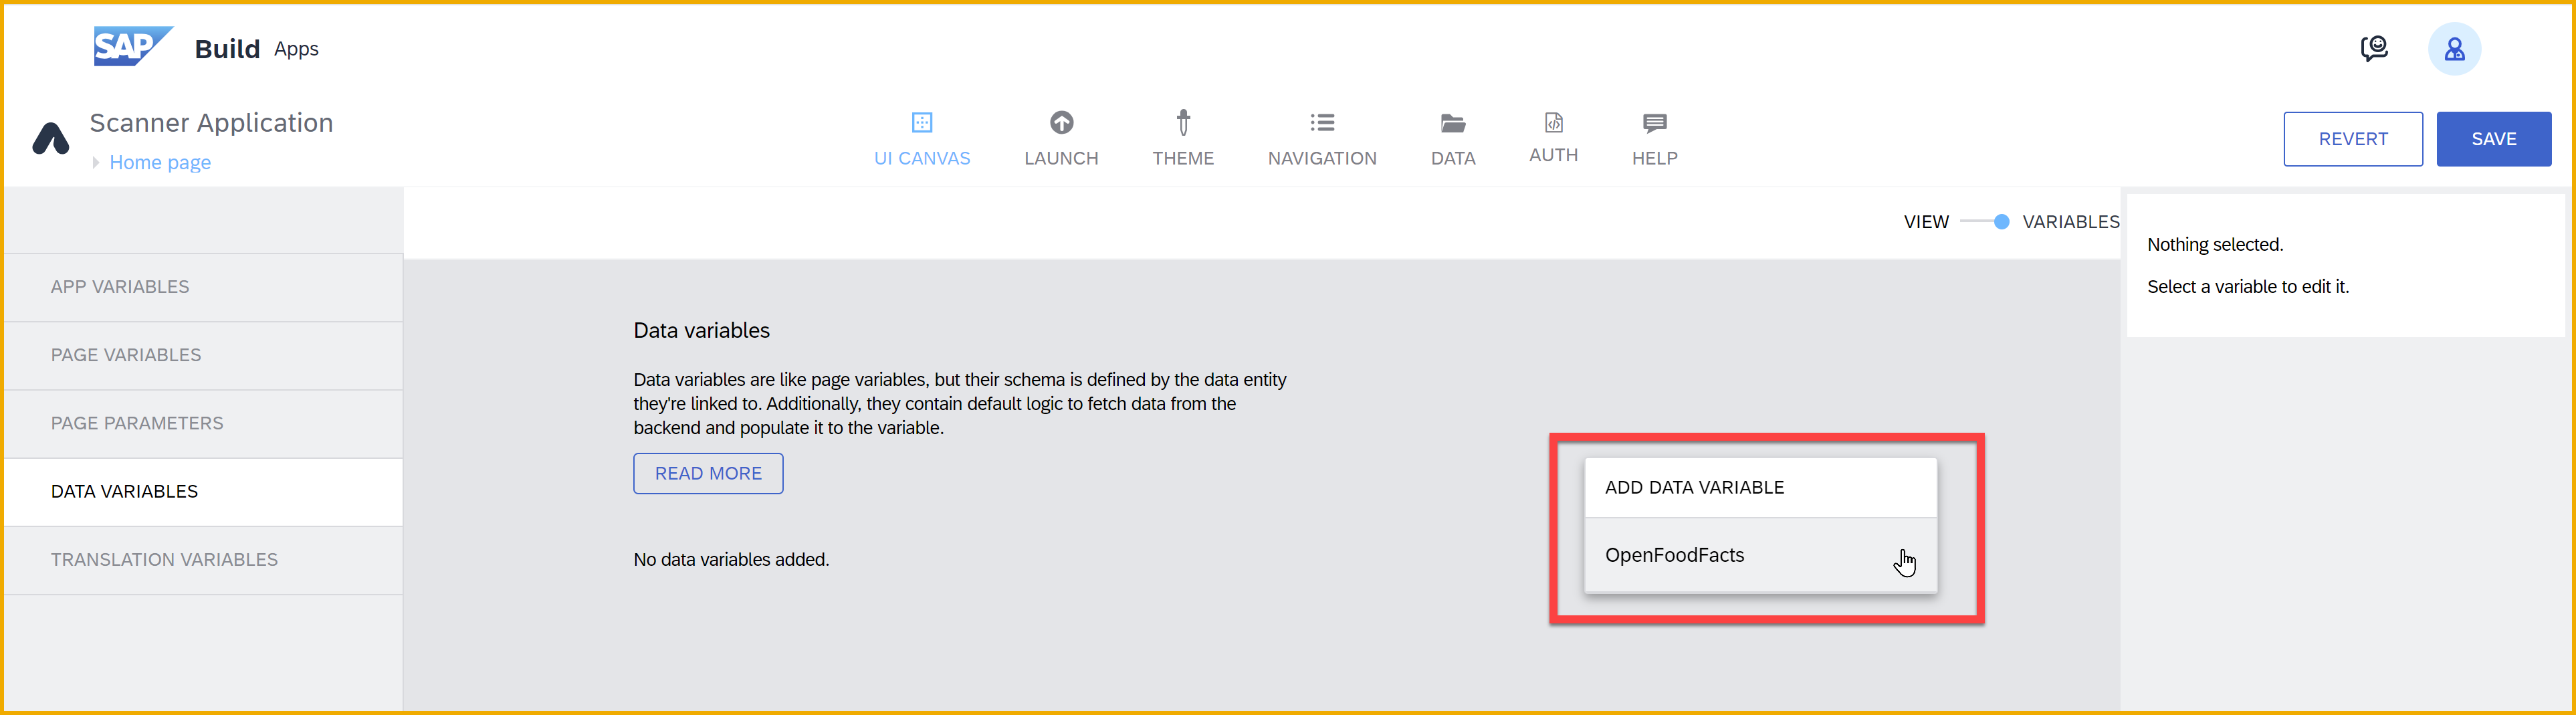 SAP Build Apps
Scanner Application
Home page
UI CANVAS
LAUNCH
THEME
NAVIGATION
DATA
AUTH
HELP
REVERT
SAVE
VIEW
VARIABLES
APP VARIABLES
PAGE VARIABLES
PAGE PARAMETERS
DATA VARIABLES
TRANSLATION VARIABLES
Data variables
Data variables are like page variables, but their schema is defined by the data entity
they're linked to. Additionally, they contain default logic to fetch data from the
backend and populate it to the variable.
READ MORE
No data variables added.
ADD DATA VARIABLE
OpenFoodFacts
Nothing selected.
Select a variable to edit it.